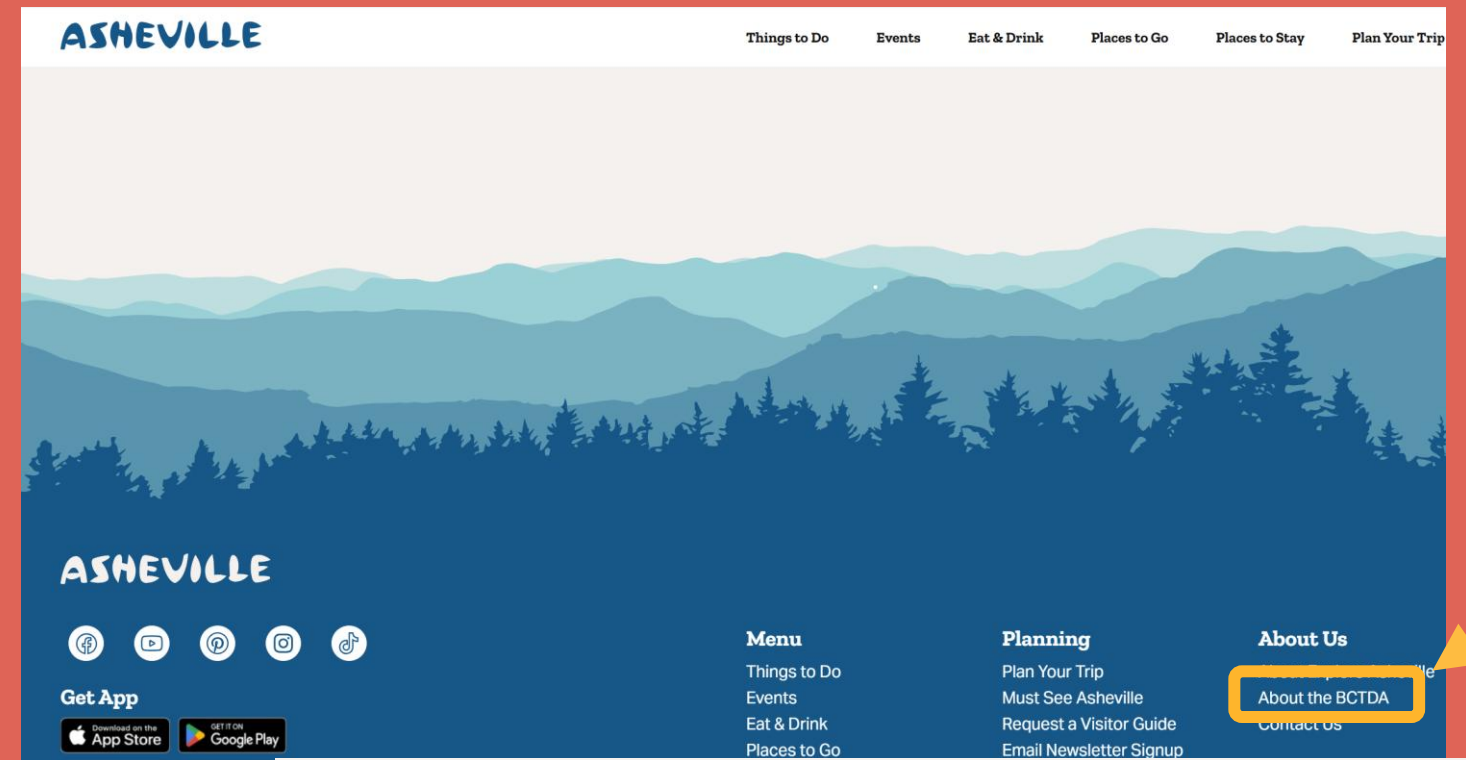 ASHEVILLE
Things to Do Events Eat & Drink Places to Go Places to Stay Plan Your Trip
ASHEVILLE
Get App
Download on the
App Store
GET IT ON
Google Play
Menu
Things to Do
Events
Eat & Drink
Places to Go
Planning
Plan Your Trip
Must See Asheville
Request a Visitor Guide
Email Newsletter Signup
About Us
About the BCTDA
Contact Us